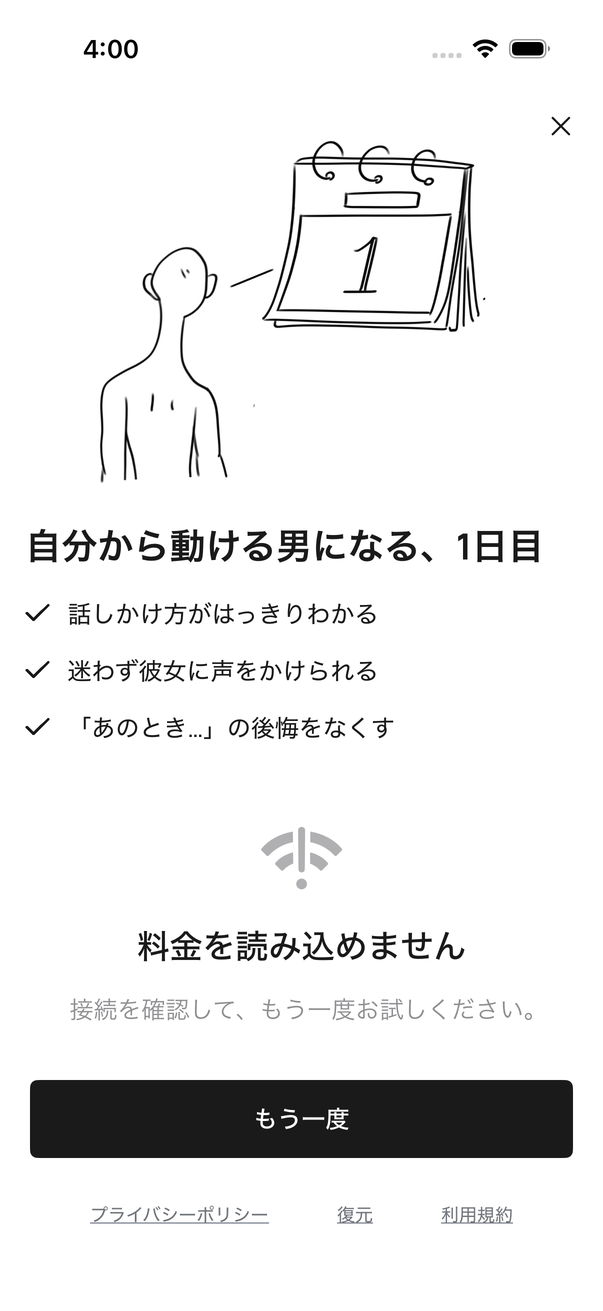 4:00
1
自分から動ける男になる、1日目
話しかけ方がはっきりわかる
迷わず彼女に声をかけられる
「あのとき…」の後悔をなくす
料金を読み込めません
接続を確認して、もう一度お試しください。
もう一度
プライバシーポリシー 復元 利用規約